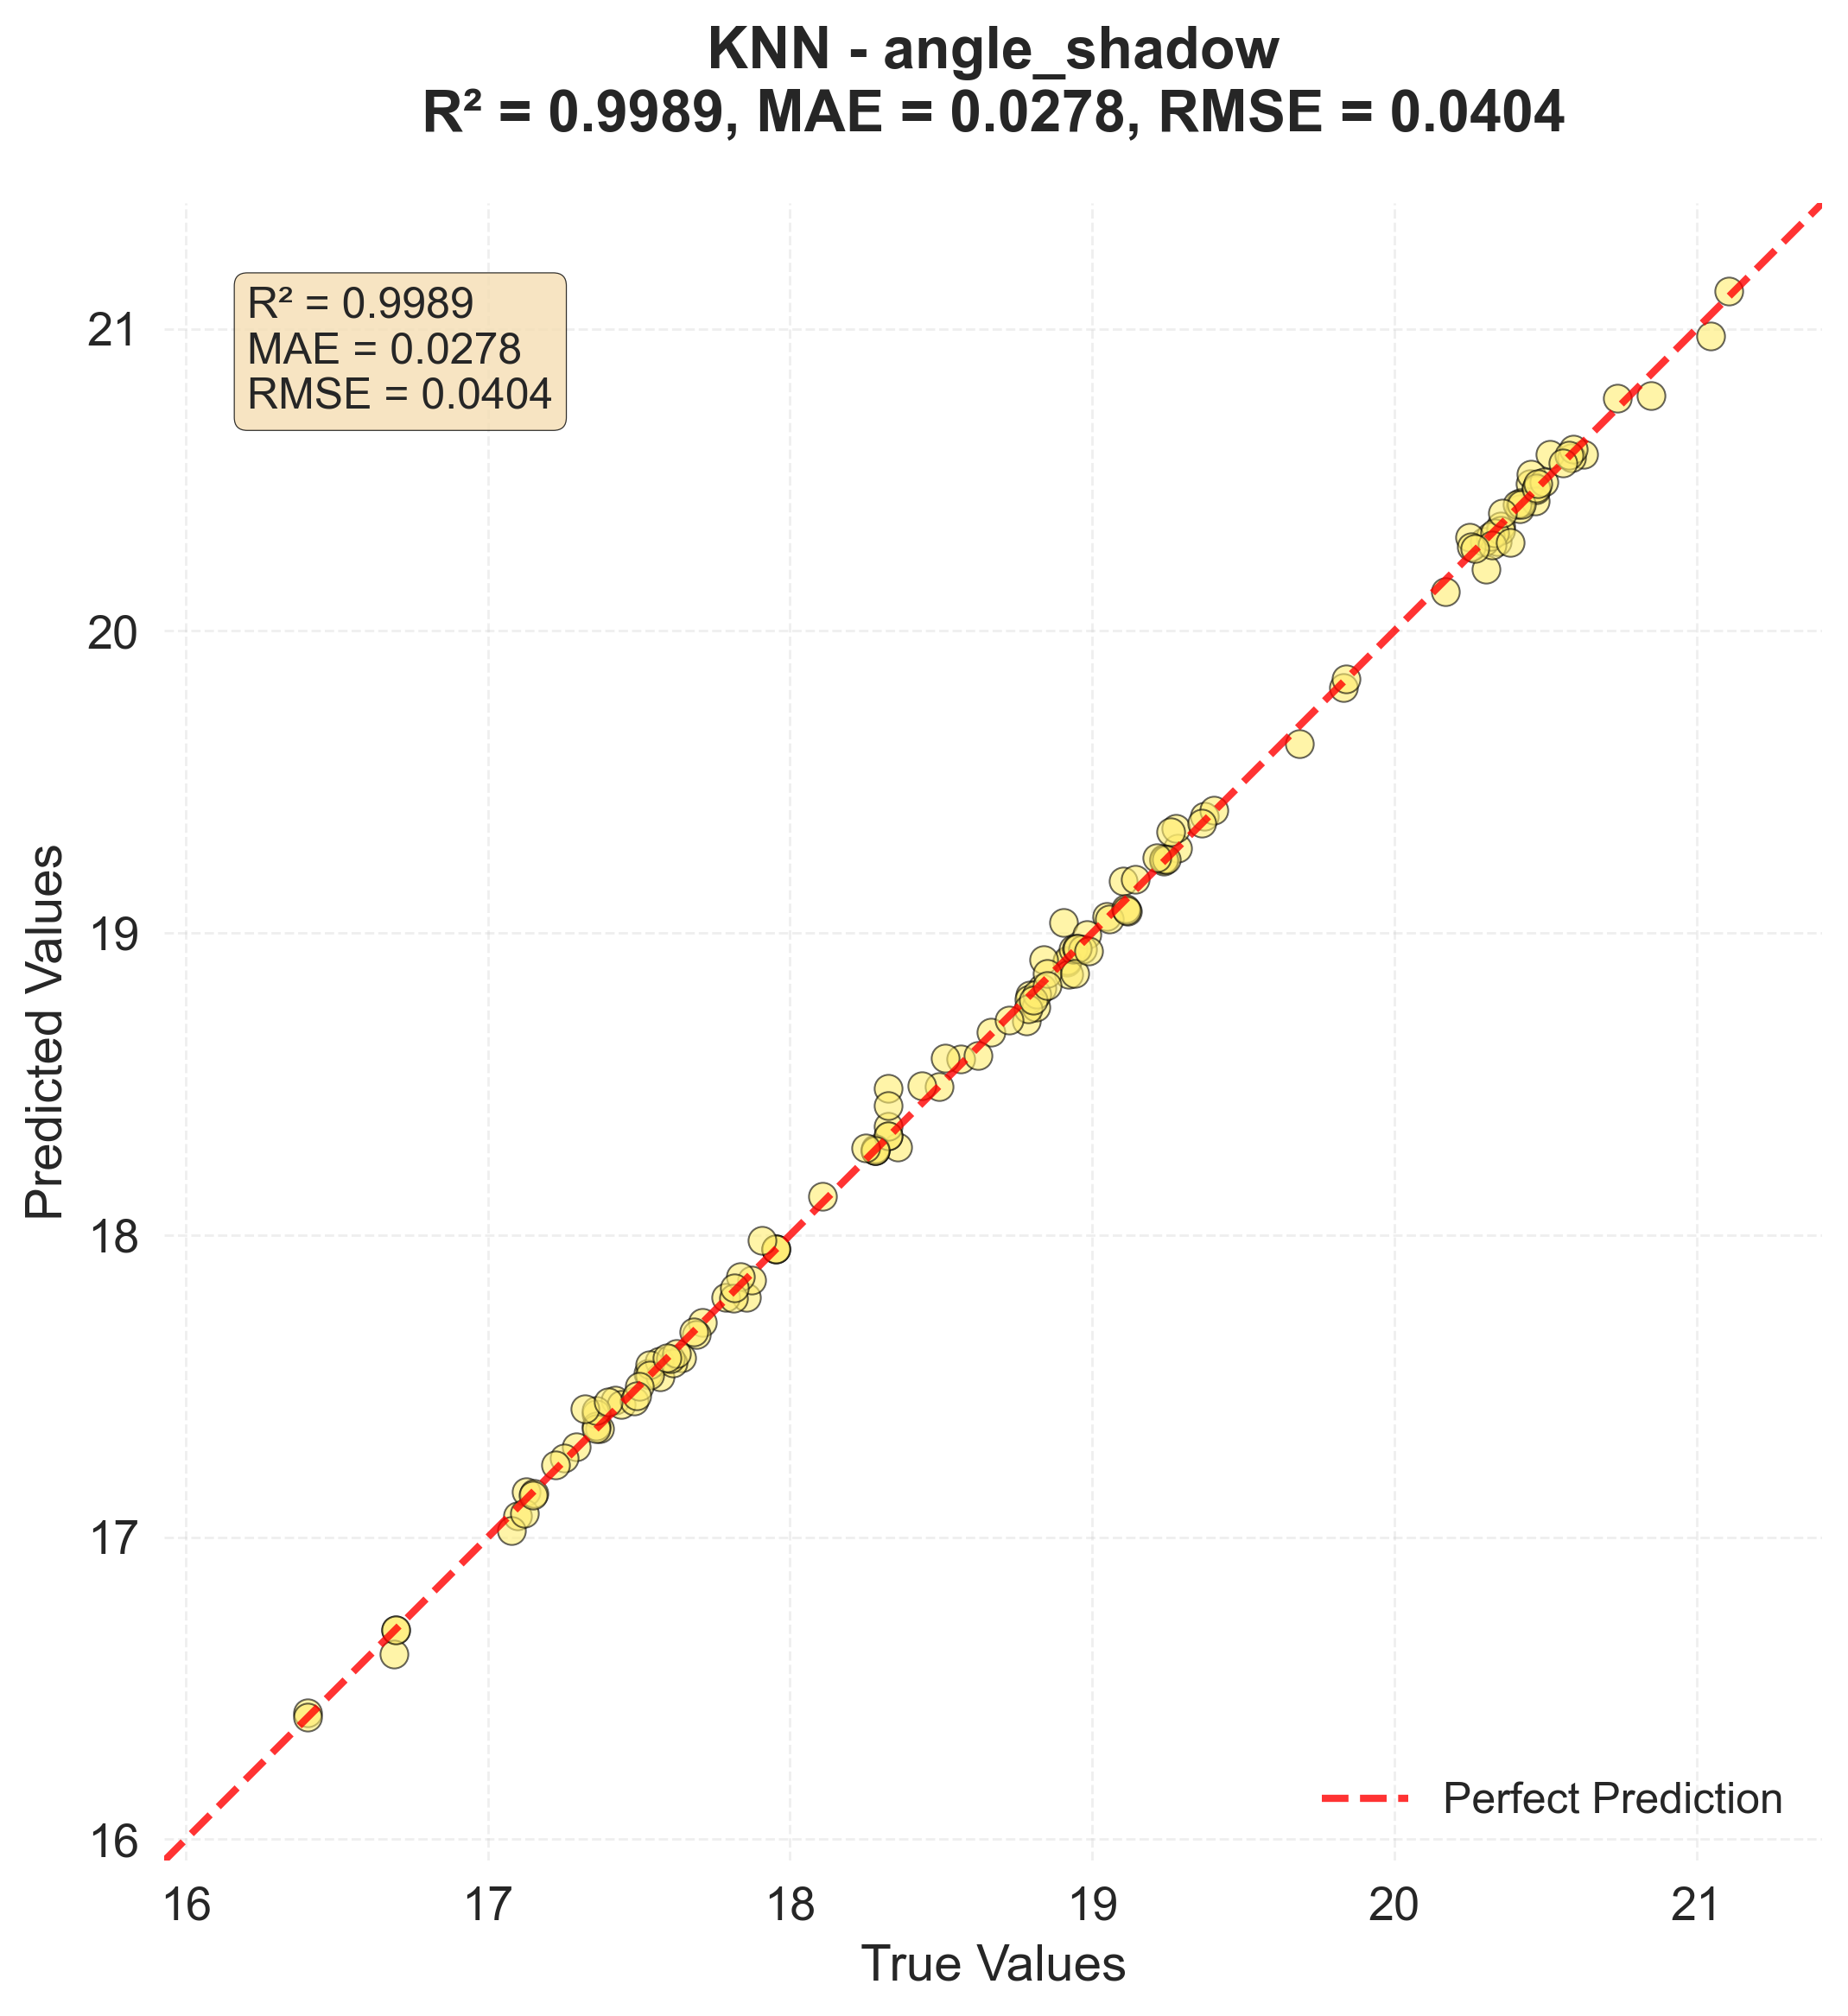 KNN - angle_shadow
R² = 0.9989, MAE = 0.0278, RMSE = 0.0404
R² = 0.9989
MAE = 0.0278
RMSE = 0.0404
21
20
19
18
17
16
Predicted Values
Perfect Prediction
16 17 18 19 20 21
True Values